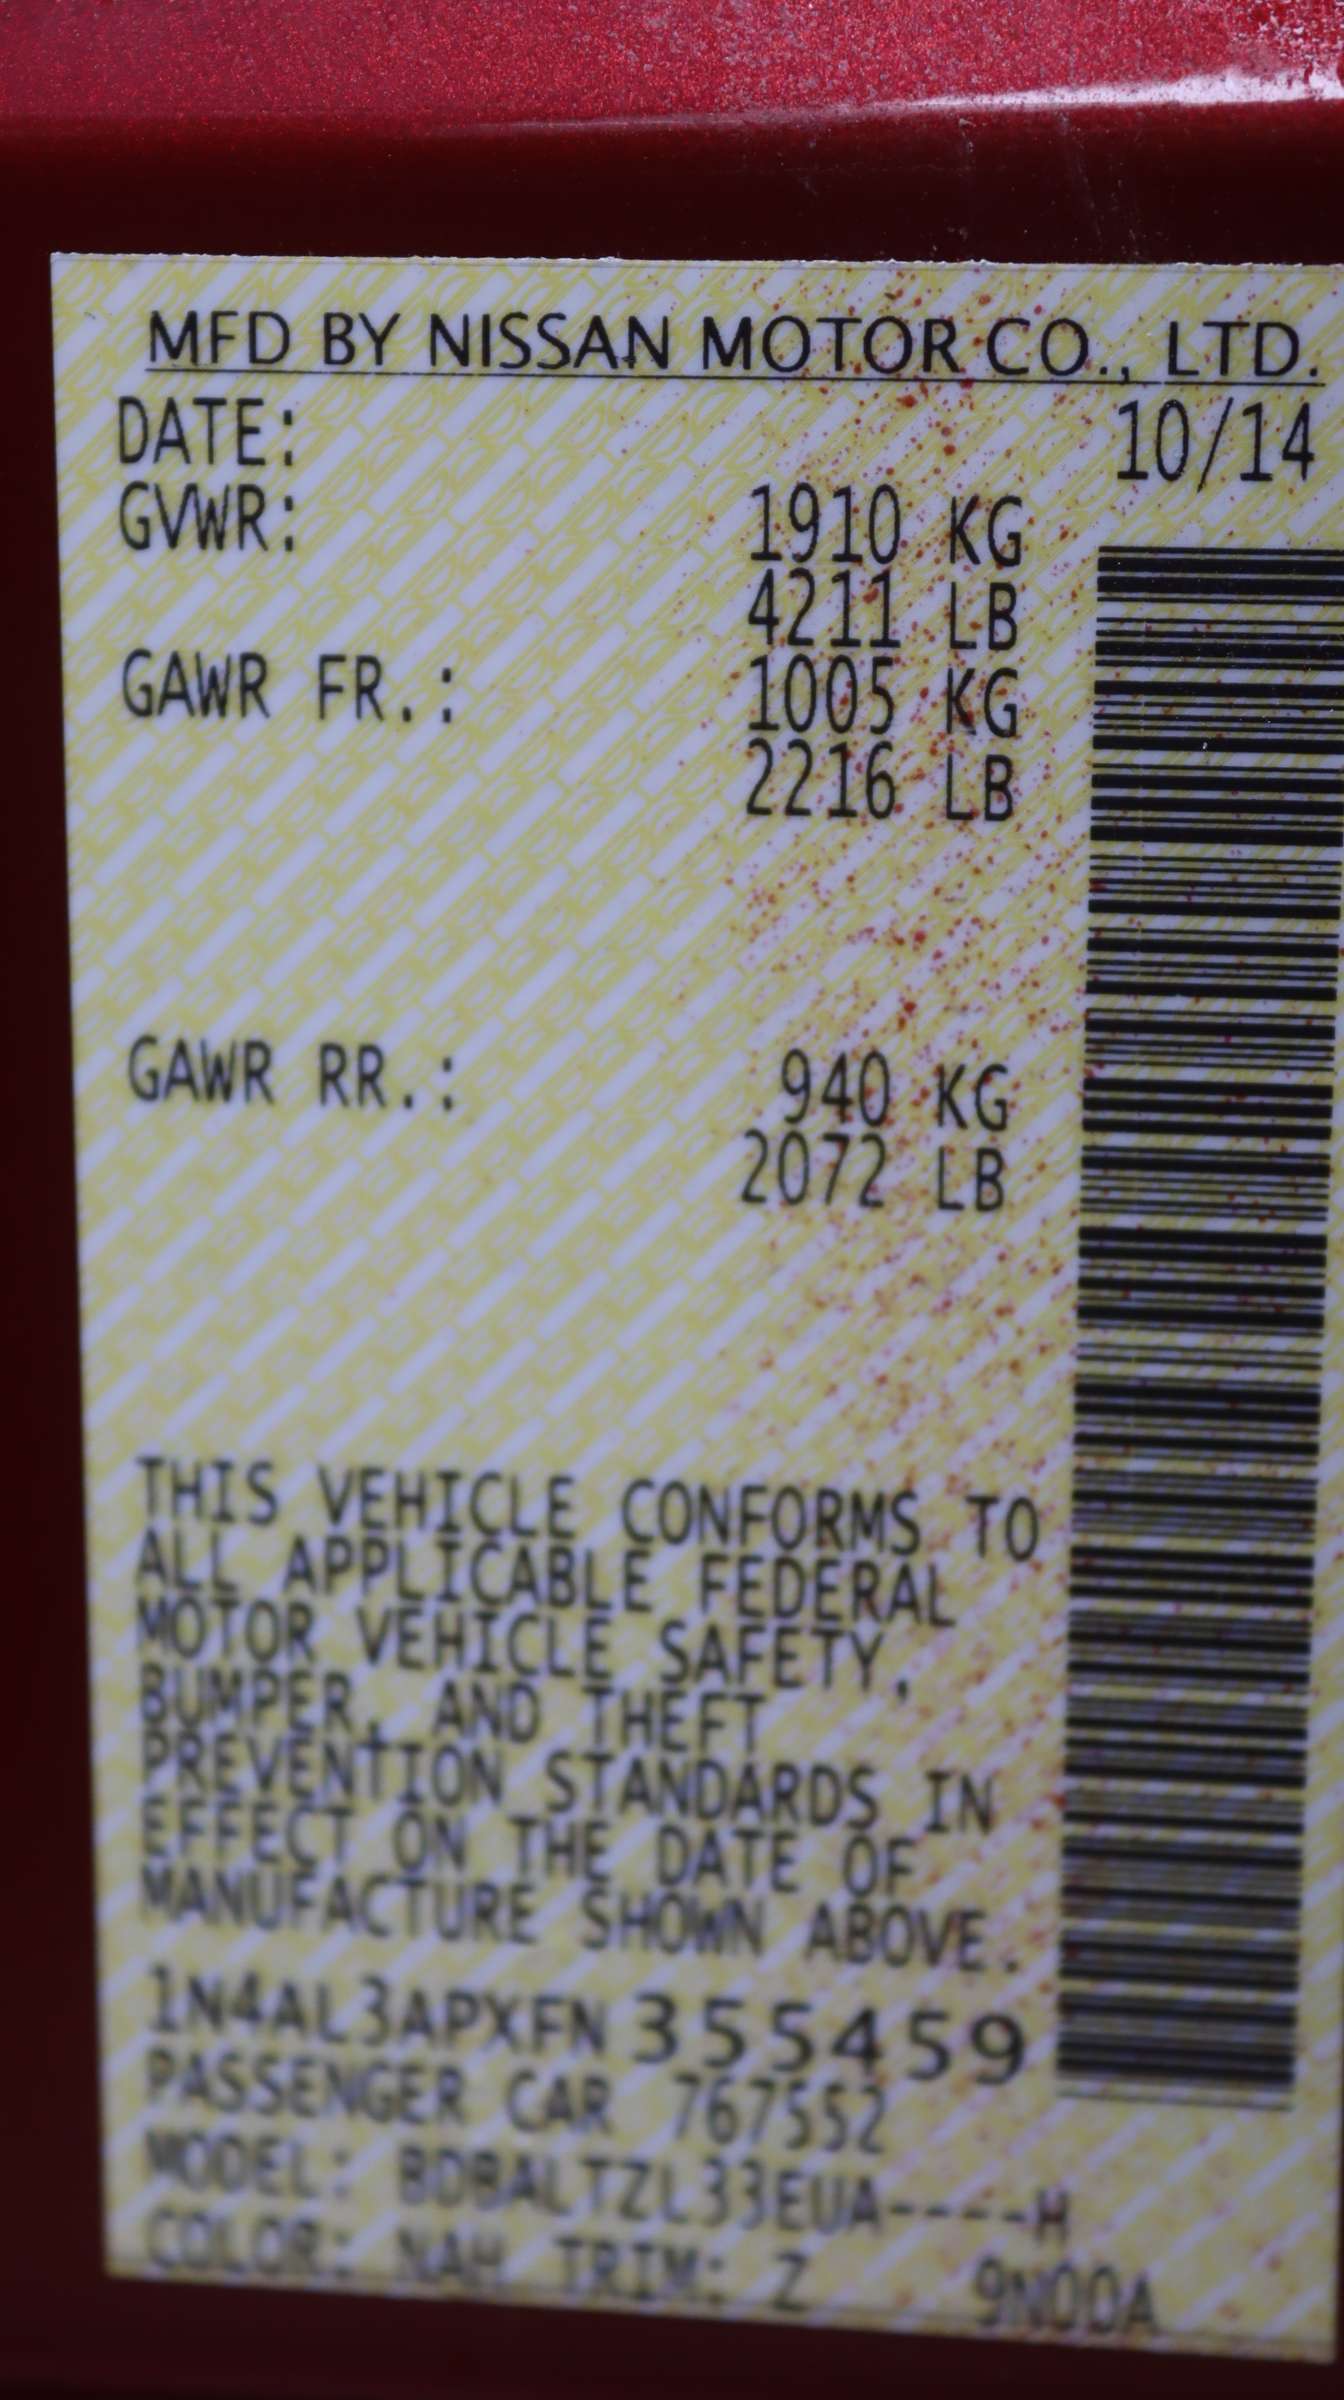 MFD BY NISSAN MOTOR CO., LTD.
DATE: 10/14
GVWR: 1910 KG
4211 LB
GAWR FR.: 1005 KG
2216 LB
GAWR RR.: 940 KG
2072 LB
THIS VEHICLE CONFORMS TO
ALL APPLICABLE FEDERAL
MOTOR VEHICLE SAFETY,
BUMPER, AND THEFT
PREVENTION STANDARDS IN
EFFECT ON THE DATE OF
MANUFACTURE SHOWN ABOVE.
1N4AL3APXFN355459
PASSENGER CAR 767552
MODEL: BDBALTZL33EUA----H
COLOR: NAH TRIM: Z 9N00A